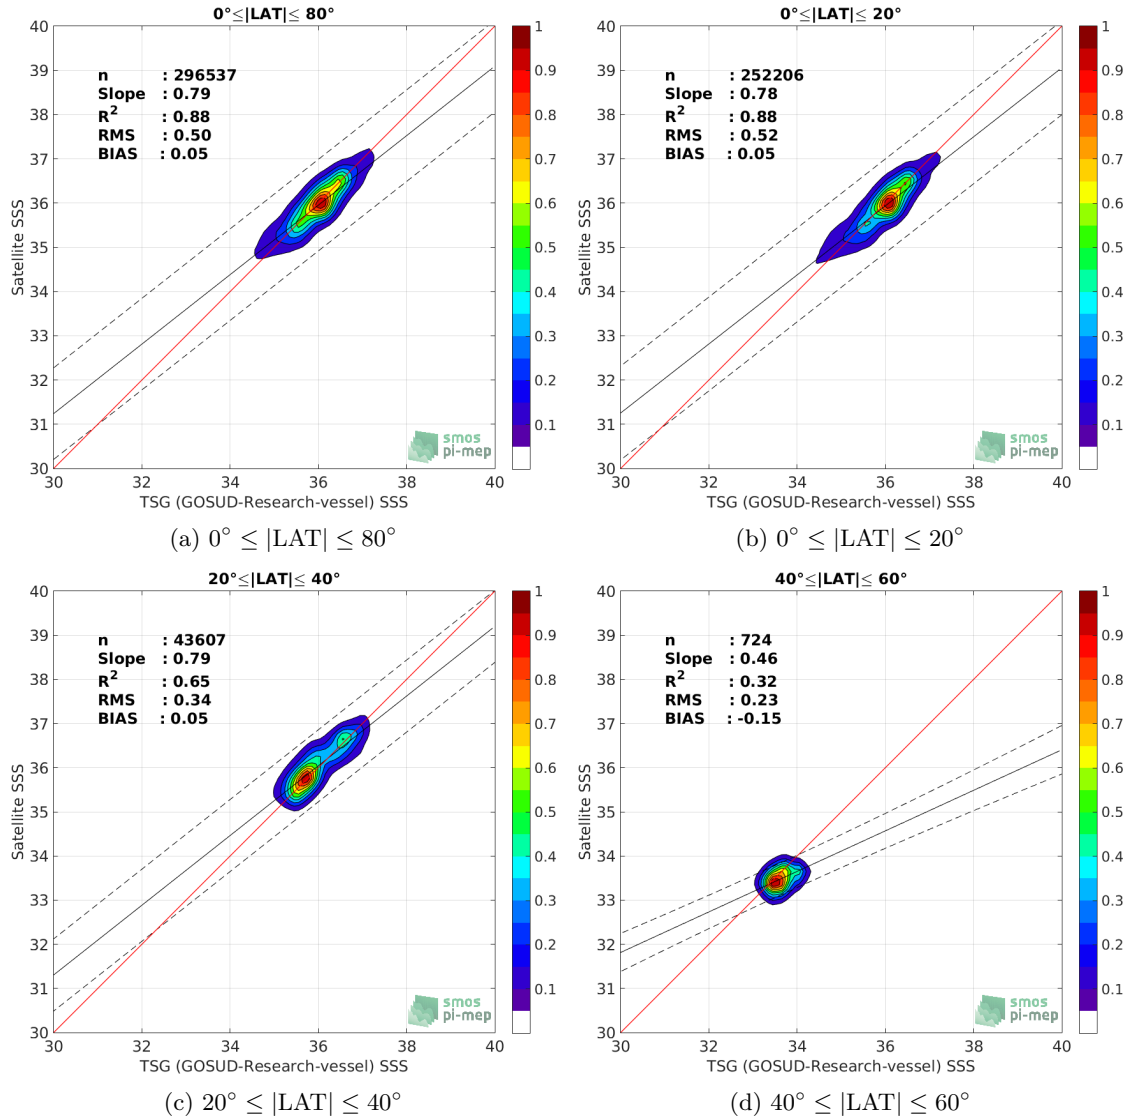 0°≤|LAT|≤ 80°
n : 296537
Slope : 0.79
R² : 0.88
RMS : 0.50
BIAS : 0.05
Satellite SSS
40
39
38
37
36
35
34
33
32
31
30
30 32 34 36 38 40
TSG (GOSUD-Research-vessel) SSS
1
0.9
0.8
0.7
0.6
0.5
0.4
0.3
0.2
0.1
smos
pi-mep
(a) 0° ≤ |LAT| ≤ 80°
0°≤|LAT|≤ 20°
n : 252206
Slope : 0.78
R² : 0.88
RMS : 0.52
BIAS : 0.05
Satellite SSS
40
39
38
37
36
35
34
33
32
31
30
30 32 34 36 38 40
TSG (GOSUD-Research-vessel) SSS
1
0.9
0.8
0.7
0.6
0.5
0.4
0.3
0.2
0.1
smos
pi-mep
(b) 0° ≤ |LAT| ≤ 20°
20°≤|LAT|≤ 40°
n : 43607
Slope : 0.79
R² : 0.65
RMS : 0.34
BIAS : 0.05
Satellite SSS
40
39
38
37
36
35
34
33
32
31
30
30 32 34 36 38 40
TSG (GOSUD-Research-vessel) SSS
1
0.9
0.8
0.7
0.6
0.5
0.4
0.3
0.2
0.1
smos
pi-mep
(c) 20° ≤ |LAT| ≤ 40°
40°≤|LAT|≤ 60°
n : 724
Slope : 0.46
R² : 0.32
RMS : 0.23
BIAS : -0.15
Satellite SSS
40
39
38
37
36
35
34
33
32
31
30
30 32 34 36 38 40
TSG (GOSUD-Research-vessel) SSS
1
0.9
0.8
0.7
0.6
0.5
0.4
0.3
0.2
0.1
smos
pi-mep
(d) 40° ≤ |LAT| ≤ 60°